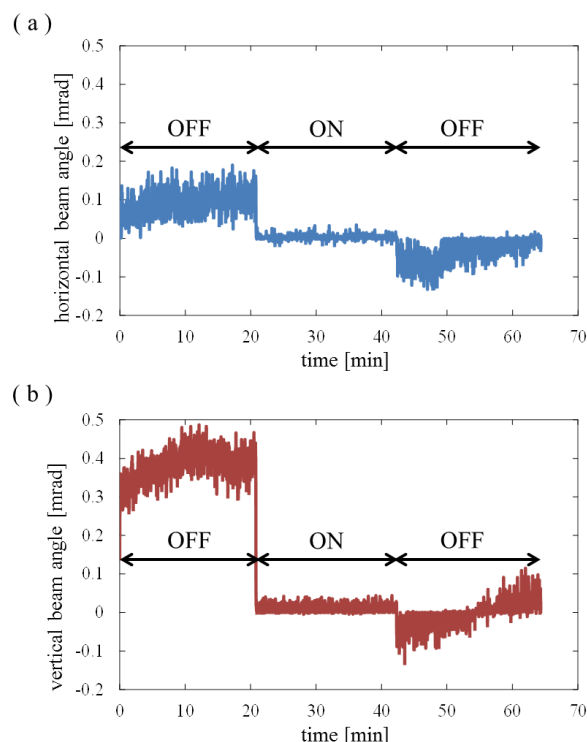 ( a )
0.5
0.4
0.3
0.2
0.1
0
-0.1
0.2
horizontal beam angle [mrad]
OFF ON OFF
0 10 20 30 40 50 60 70
time [min]
( b )
0.5
0.4
0.3
0.2
0.1
0
-0.1
0.2
vertical beam angle [mrad]
OFF ON OFF
0 10 20 30 40 50 60 70
time [min]